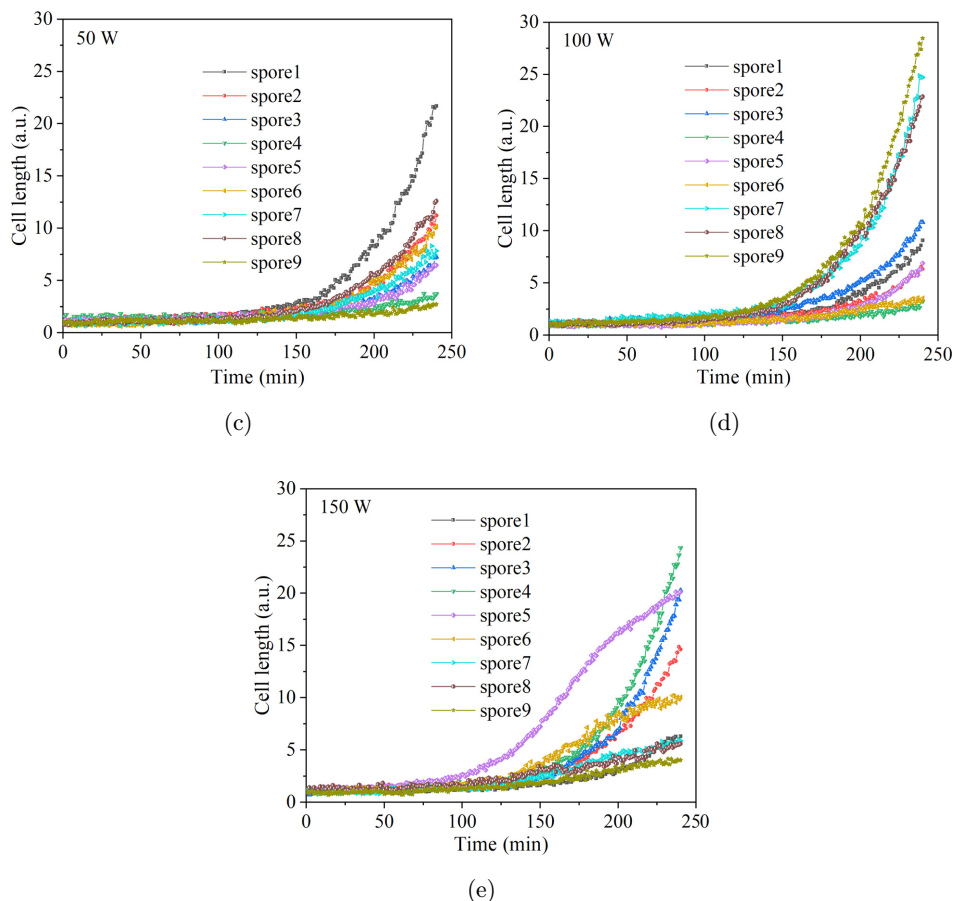 50 W
spore1
spore2
spore3
spore4
spore5
spore6
spore7
spore8
spore9
Cell length (a.u.)
30
25
20
15
10
5
0
0 50 100 150 200 250
Time (min)
(c)
100 W
spore1
spore2
spore3
spore4
spore5
spore6
spore7
spore8
spore9
Cell length (a.u.)
30
25
20
15
10
5
0
0 50 100 150 200 250
Time (min)
(d)
150 W
spore1
spore2
spore3
spore4
spore5
spore6
spore7
spore8
spore9
Cell length (a.u.)
30
25
20
15
10
5
0
0 50 100 150 200 250
Time (min)
(e)